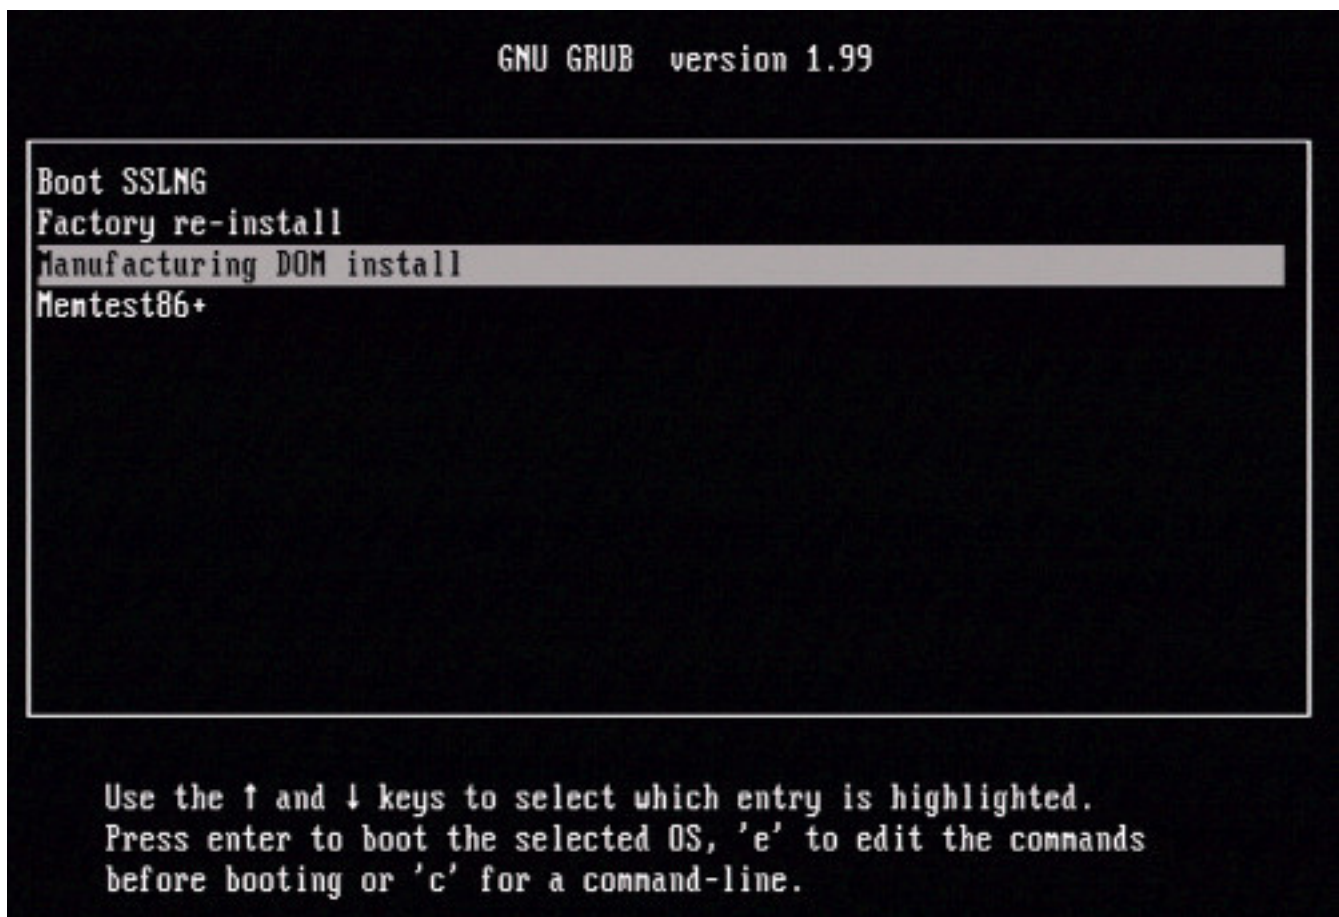 GNU GRUB version 1.99
Boot SSLNG
Factory re-install
Manufacturing DOM install
Memtest86+
Use the ↑ and ↓ keys to select which entry is highlighted.
Press enter to boot the selected OS, 'e' to edit the commands
before booting or 'c' for a command-line.